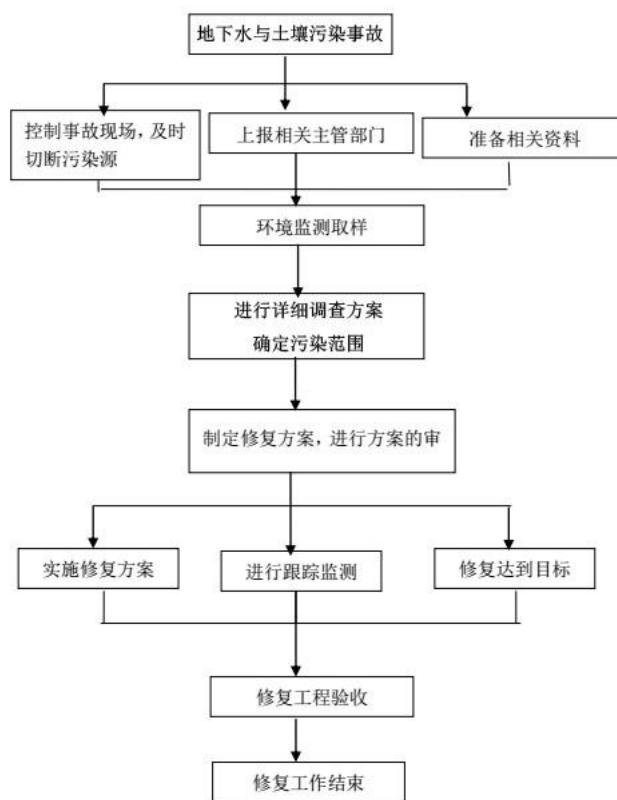 地下水与土壤污染事故
控制事故现场，及时
切断污染源
上报相关主管部门
准备相关资料
环境监测取样
进行详细调查方案
确定污染范围
制定修复方案，进行方案的审
实施修复方案
进行跟踪监测
修复达到目标
修复工程验收
修复工作结束